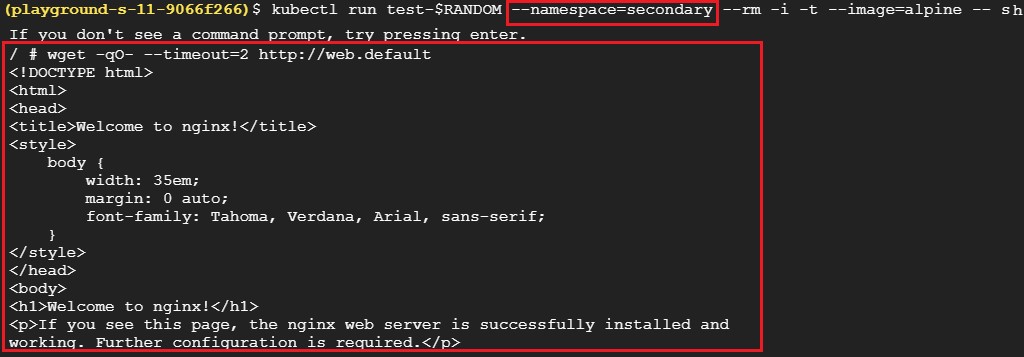 (playground-s-11-9066f266)$ kubectl run test-$RANDOM --namespace=secondary --rm -i -t --image=alpine -- sh
If you don't see a command prompt, try pressing enter.
/ # wget -qO- --timeout=2 http://web.default
<!DOCTYPE html>
<html>
<head>
<title>Welcome to nginx!</title>
<style>
    body {
        width: 35em;
        margin: 0 auto;
        font-family: Tahoma, Verdana, Arial, sans-serif;
    }
</style>
</head>
<body>
<h1>Welcome to nginx!</h1>
<p>If you see this page, the nginx web server is successfully installed and
working. Further configuration is required.</p>